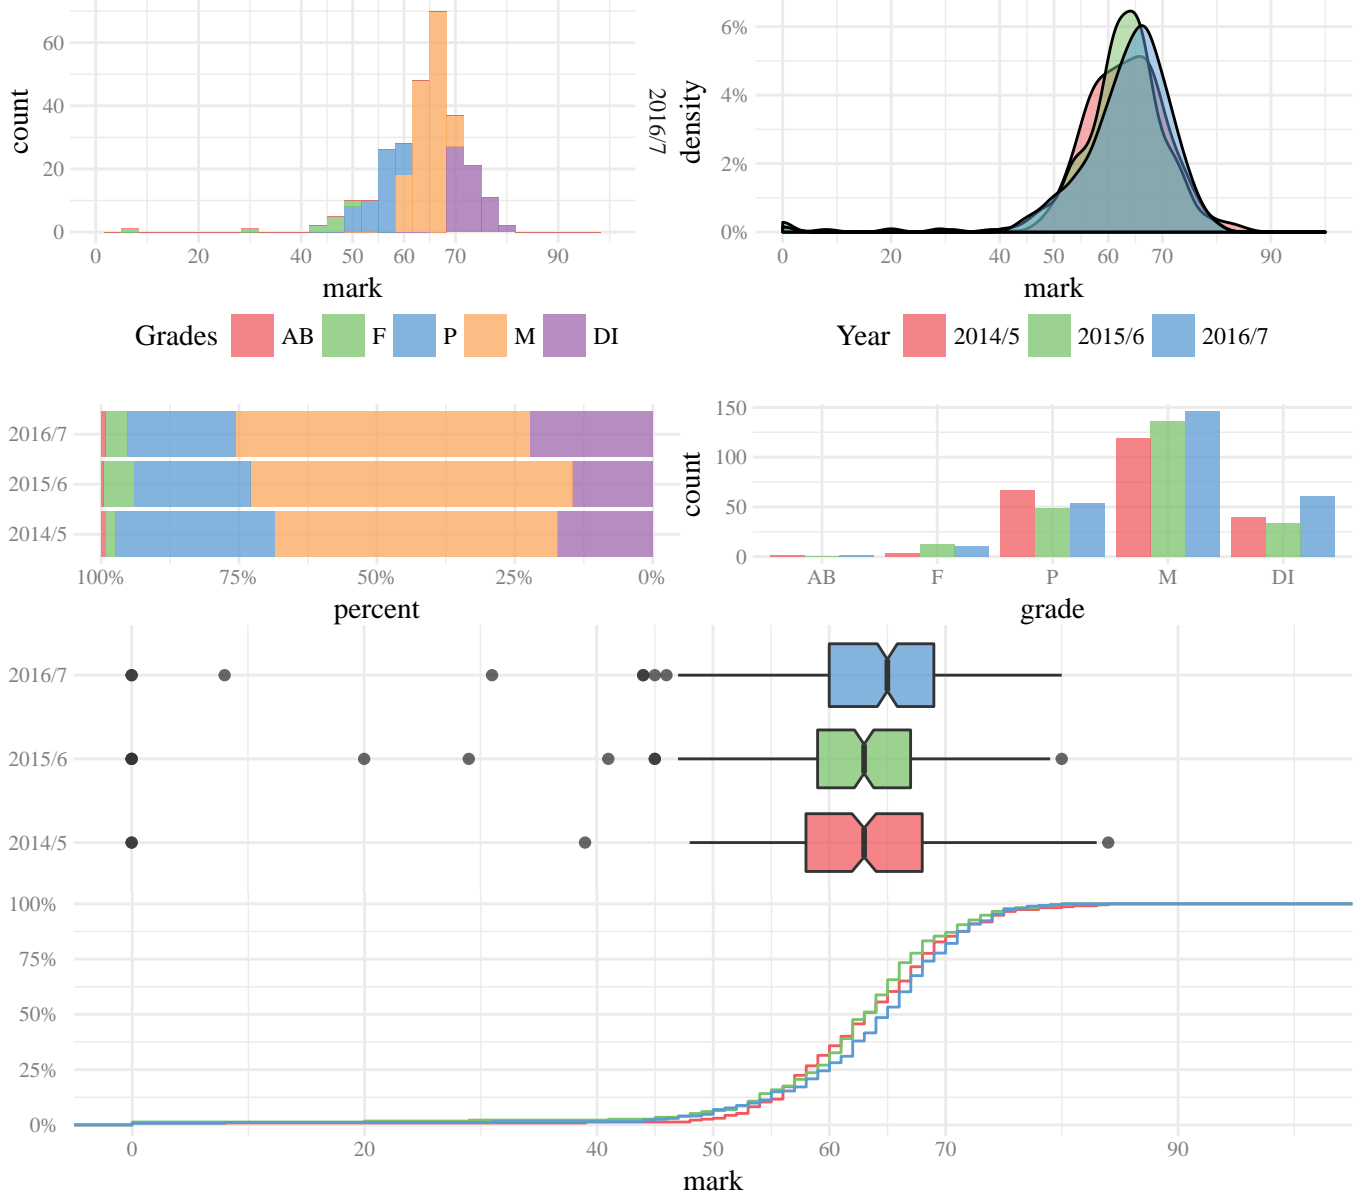 60
40
20
0
count
0 20 40 50 60 70 90
mark
2016/7
6%
4%
2%
0%
density
0 20 40 50 60 70 90
mark
Grades AB F P M DI
Year 2014/5 2015/6 2016/7
2016/7
2015/6
2014/5
100% 75% 50% 25% 0%
percent
150
100
50
0
count
AB F P M DI
grade
2016/7
2015/6
2014/5
100%
75%
50%
25%
0%
0 20 40 50 60 70 90
mark